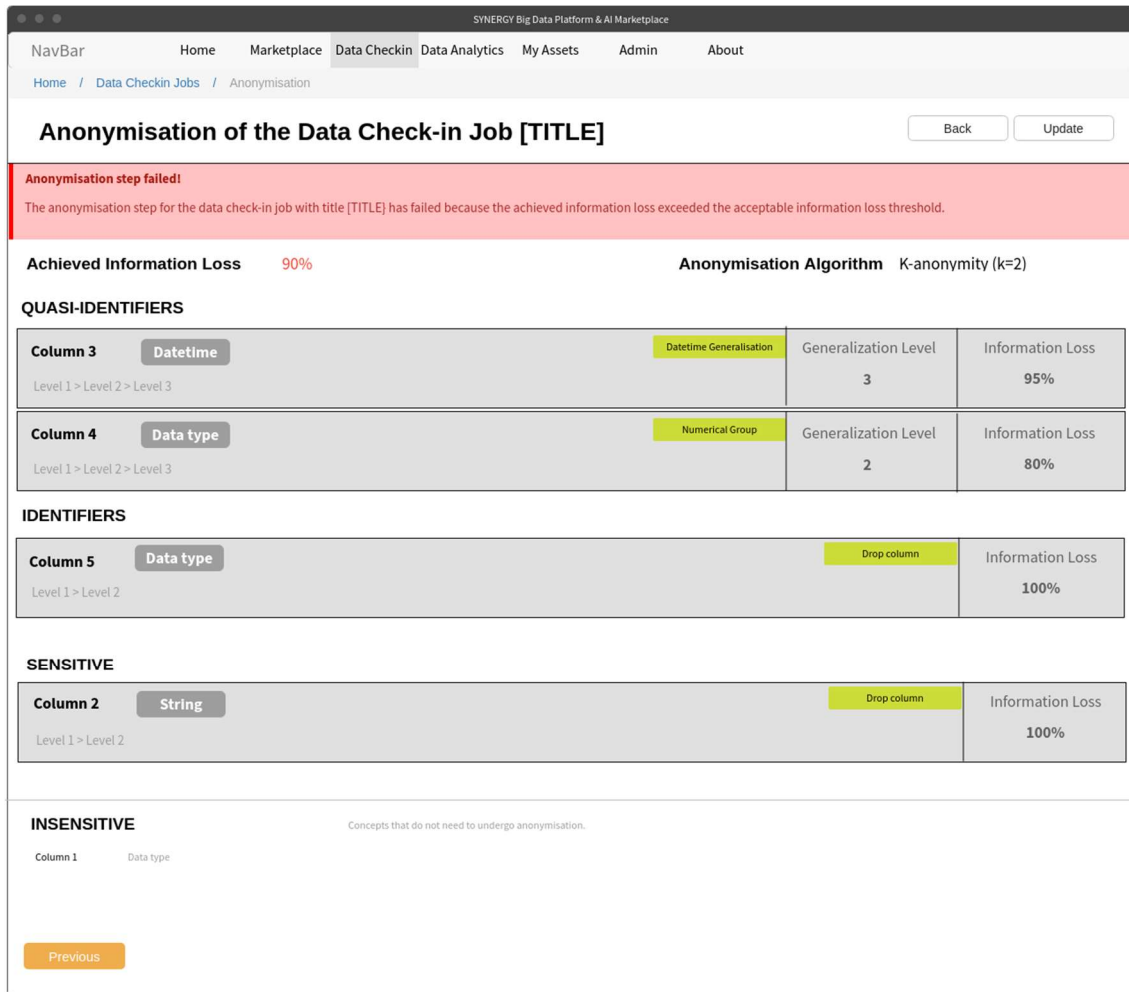 SYNERGY Big Data Platform & AI Marketplace
NavBar Home Marketplace Data Checkin Data Analytics My Assets Admin About
Home / Data Checkin Jobs / Anonymisation
Anonymisation of the Data Check-in Job [TITLE] Back Update
Anonymisation step failed!
The anonymisation step for the data check-in job with title [TITLE} has failed because the achieved information loss exceeded the acceptable information loss threshold.
Achieved Information Loss 90% Anonymisation Algorithm K-anonymity (k=2)
QUASI-IDENTIFIERS
Column 3 Datetime Datetime Generalisation Generalization Level Information Loss
Level 1 > Level 2 > Level 3 3 95%
Column 4 Data type Numerical Group Generalization Level Information Loss
Level 1 > Level 2 > Level 3 2 80%
IDENTIFIERS
Column 5 Data type Drop column Information Loss
Level 1 > Level 2 100%
SENSITIVE
Column 2 String Drop column Information Loss
Level 1 > Level 2 100%
INSENSITIVE Concepts that do not need to undergo anonymisation.
Column 1 Data type
Previous